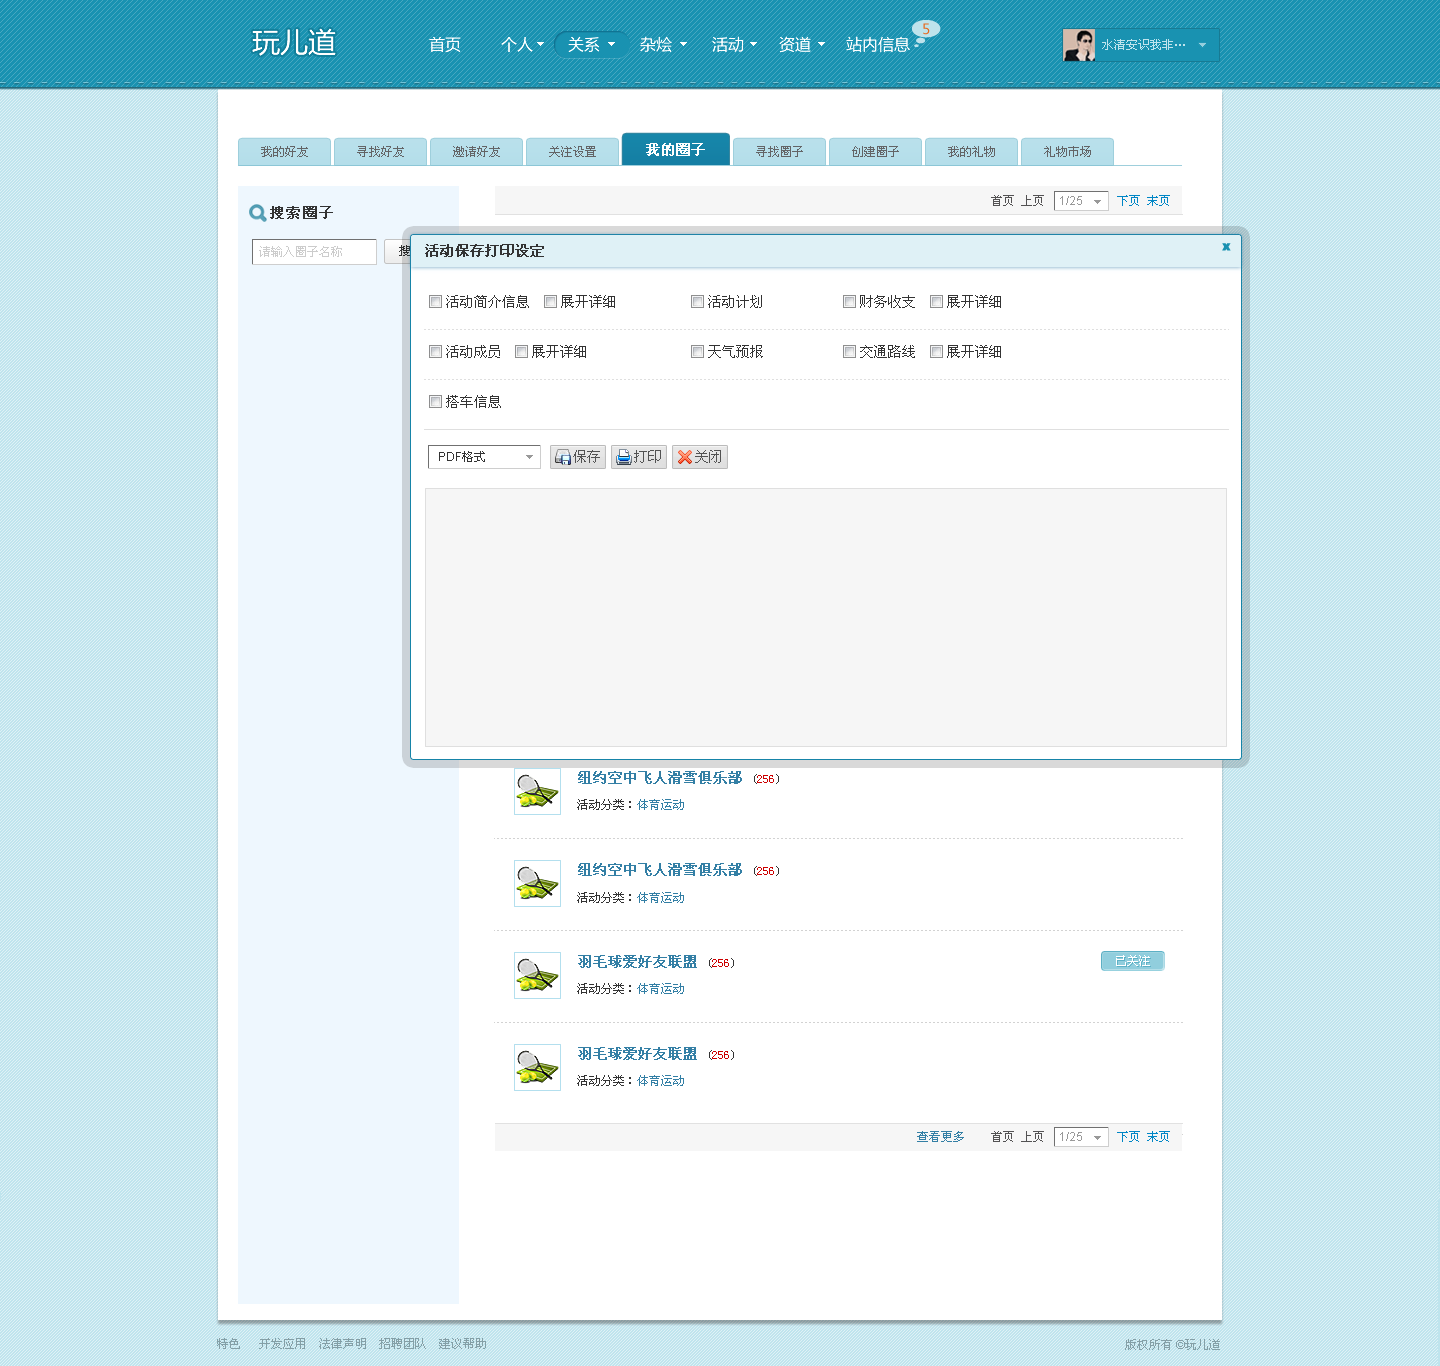 玩儿道 首页 个人 关系 杂烩 活动 资道 站内信息 5 水清安识我非…
我的好友 寻找好友 邀请好友 关注设置 我的圈子 寻找圈子 创建圈子 我的礼物 礼物市场
搜索圈子
请输入圈子名称 搜
首页 上页 1/25 下页 末页
活动保存打印设定 x
活动简介信息 展开详细 活动计划 财务收支 展开详细
活动成员 展开详细 天气预报 交通路线 展开详细
搭车信息
PDF格式 保存 打印 关闭
纽约空中飞人滑雪俱乐部 (256)
活动分类：体育运动
纽约空中飞人滑雪俱乐部 (256)
活动分类：体育运动
羽毛球爱好友联盟 (256) 已关注
活动分类：体育运动
羽毛球爱好友联盟 (256)
活动分类：体育运动
查看更多 首页 上页 1/25 下页 末页
特色 开发应用 法律声明 招聘团队 建议帮助 版权所有 ©玩儿道